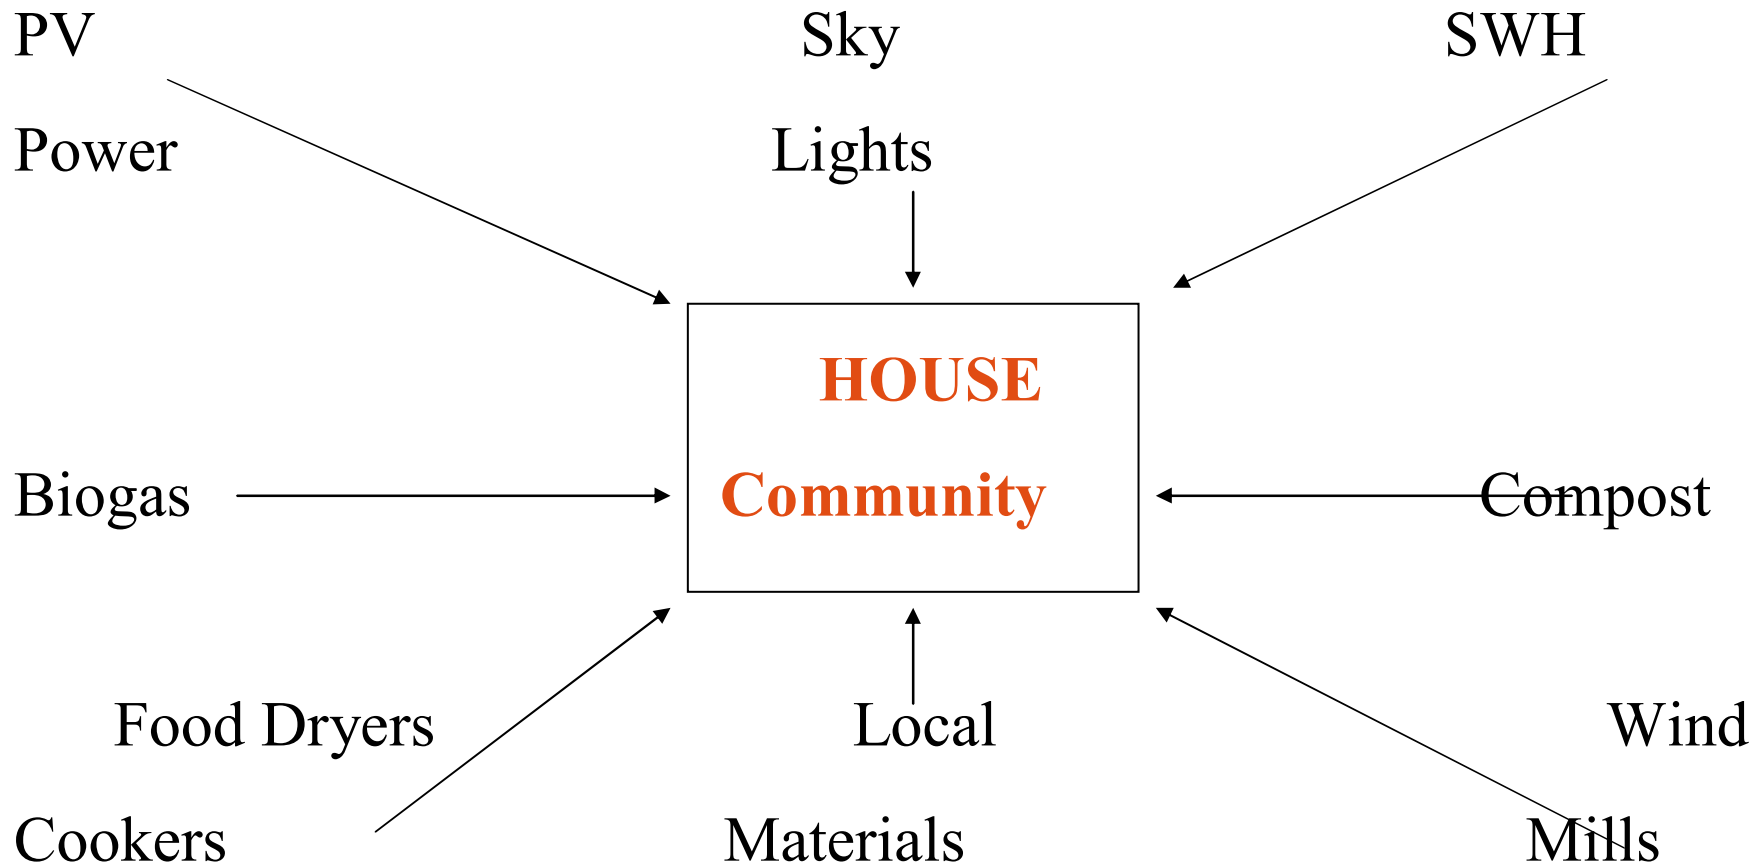 PV Sky SWH
Power Lights
HOUSE
Biogas Community Compost
Food Dryers Local Wind
Cookers Materials Mills